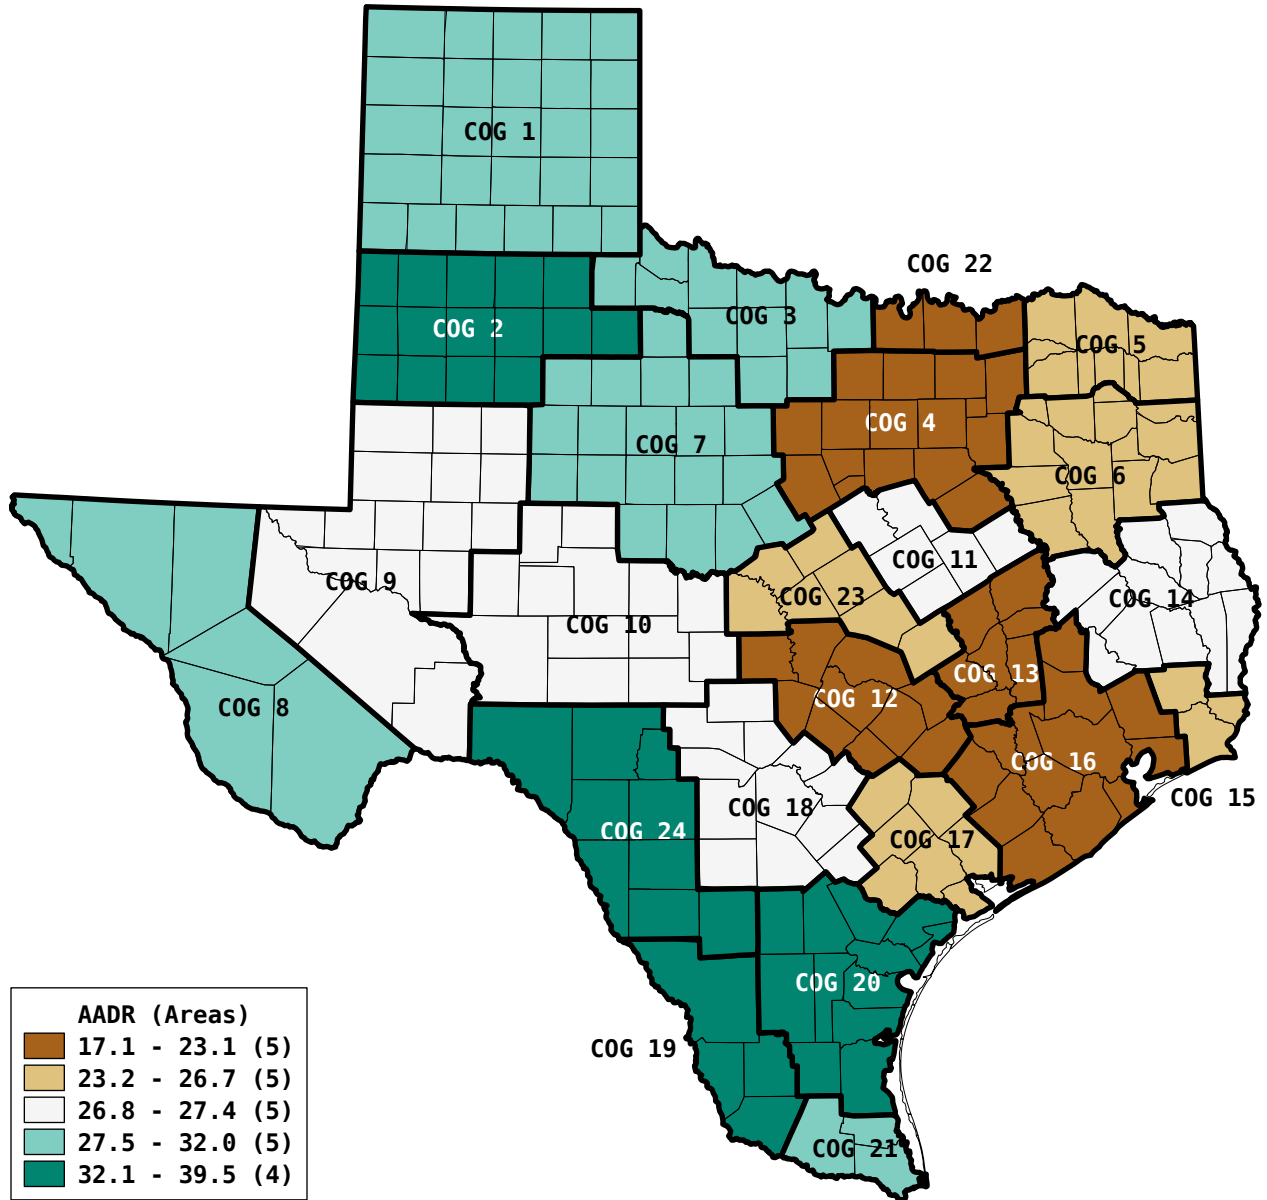 COG 1
COG 22
COG 3
COG 2
COG 5
COG 4
COG 7
COG 6
COG 11
COG 9
COG 23
COG 14
COG 10
COG 13
COG 12
COG 8
COG 16
COG 15
COG 18
COG 24
COG 17
COG 20
COG 19
COG 21
AADR (Areas)
17.1 - 23.1 (5)
23.2 - 26.7 (5)
26.8 - 27.4 (5)
27.5 - 32.0 (5)
32.1 - 39.5 (4)